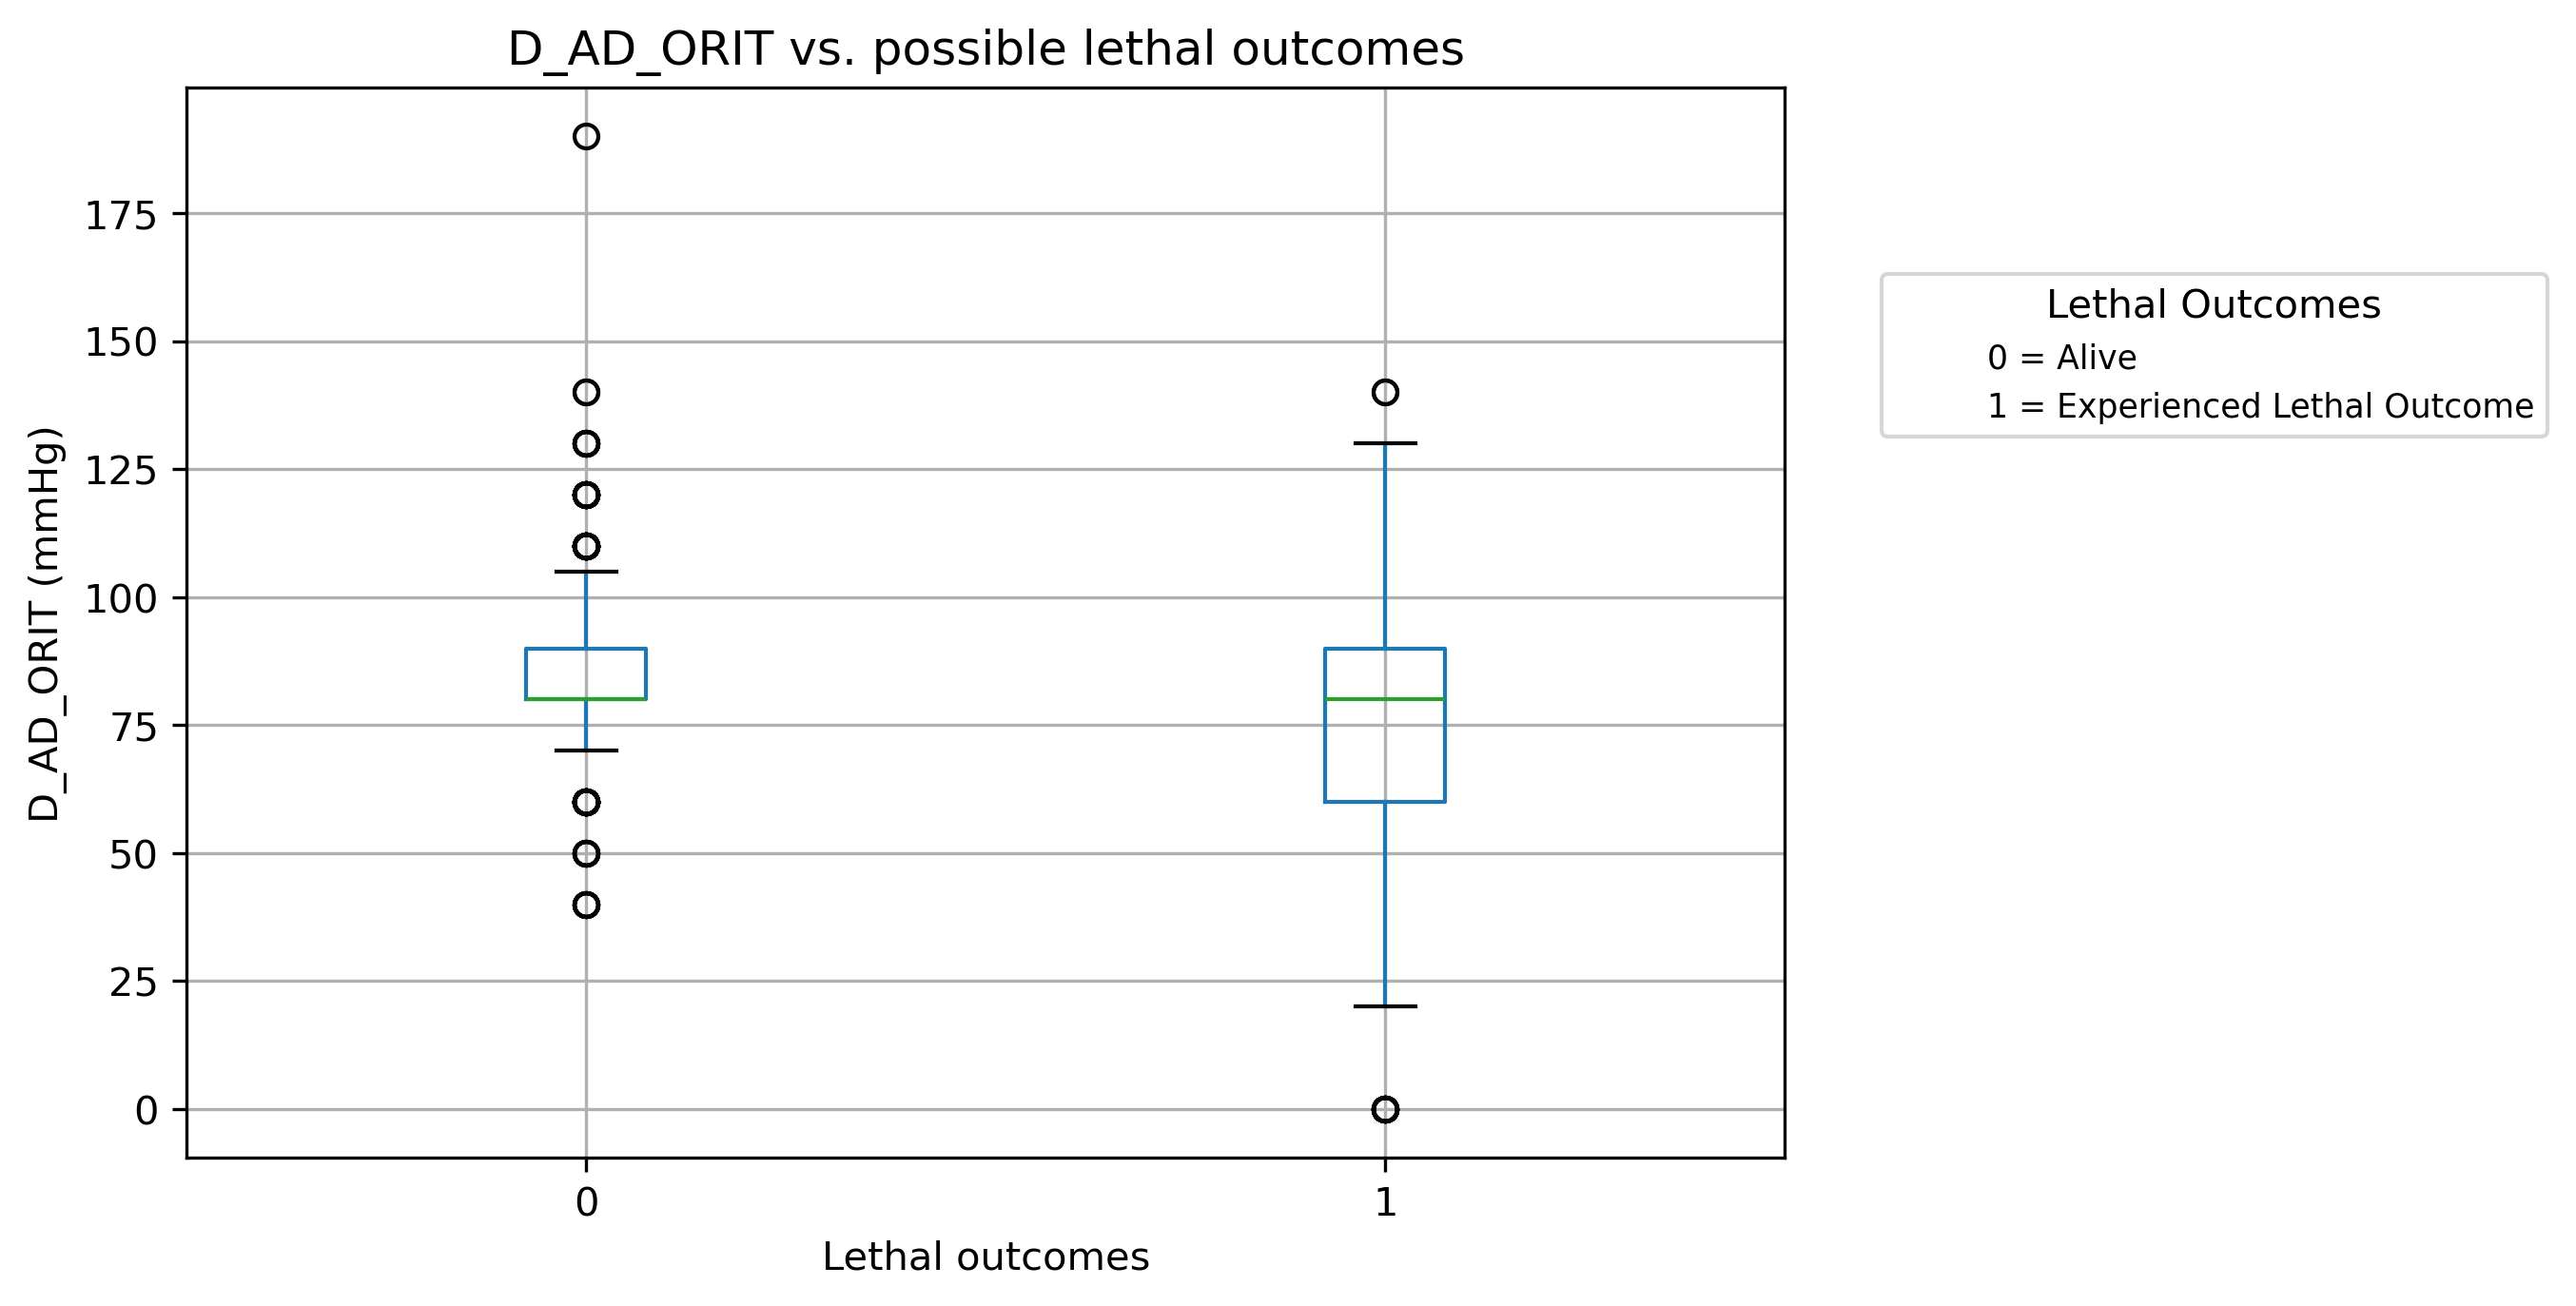 D_AD_ORIT vs. possible lethal outcomes
D_AD_ORIT (mmHg)
175
150
125
100
75
50
25
0
0
1
Lethal outcomes
Lethal Outcomes
0 = Alive
1 = Experienced Lethal Outcome